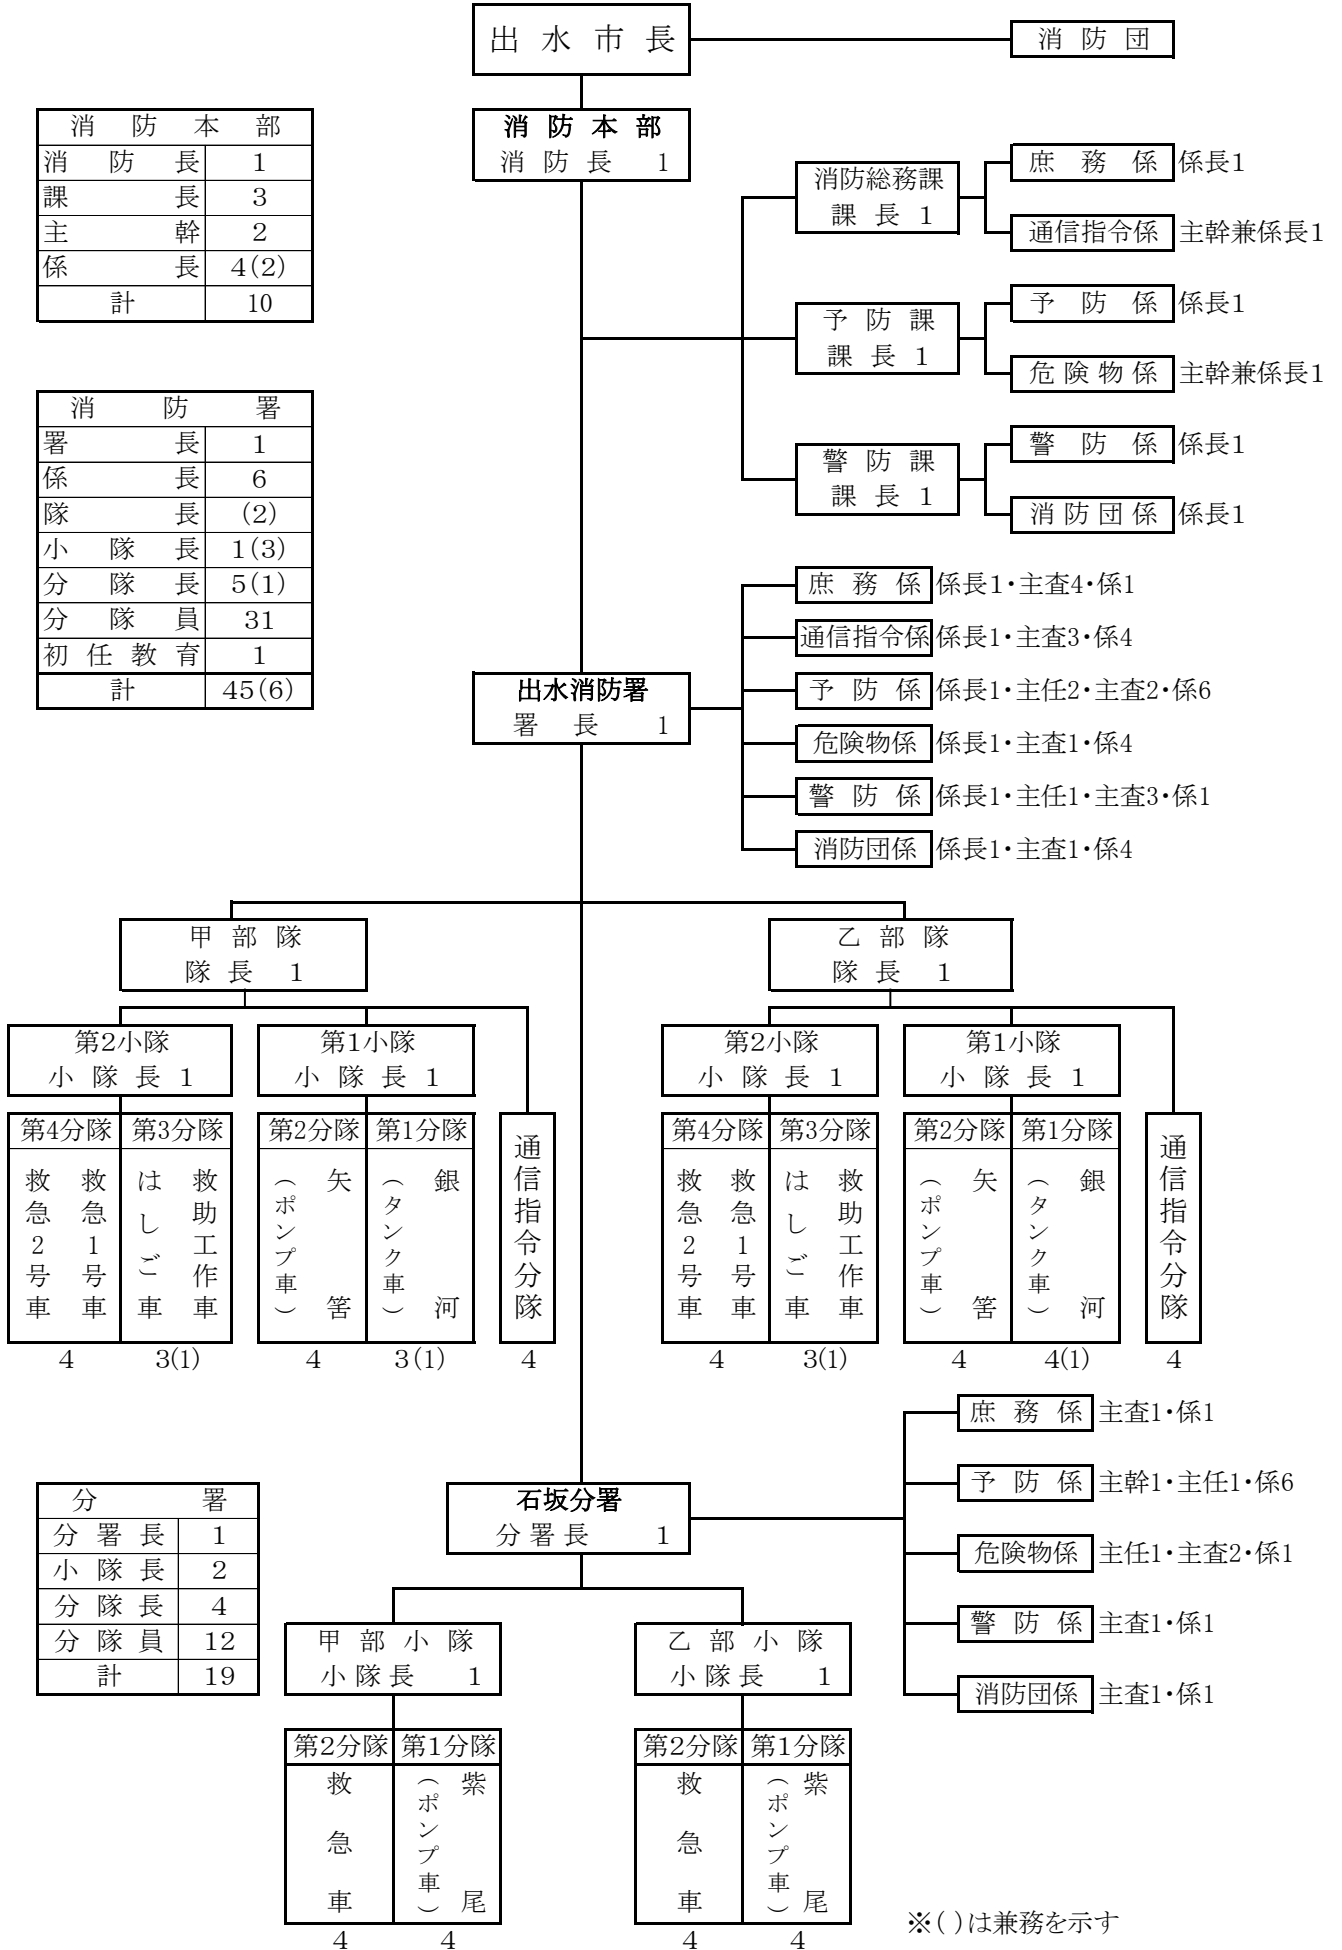 出水市長
消防団
消防本部
消防長 1
消防本部
消防長 1
課長 3
主幹 2
係長 4(2)
計 10
消防総務課
課長 1
庶務係 係長1
通信指令係 主幹兼係長1
予防課
課長 1
予防係 係長1
危険物係 主幹兼係長1
警防課
課長 1
警防係 係長1
消防団係 係長1
消防署
署長 1
係長 6
隊長 (2)
小隊長 1(3)
分隊長 5(1)
分隊員 31
初任教育 1
計 45(6)
出水消防署
署長 1
庶務係 係長1・主査4・係1
通信指令係 係長1・主査3・係4
予防係 係長1・主任2・主査2・係6
危険物係 係長1・主査1・係4
警防係 係長1・主任1・主査3・係1
消防団係 係長1・主査1・係4
甲部隊
隊長 1
第2小隊
小隊長 1
第1小隊
小隊長 1
第4分隊
救急1号車
救急2号車
4
第3分隊
救助工作車
はしご車
3(1)
第2分隊
矢筈
(ポンプ車)
4
第1分隊
銀河
(タンク車)
3(1)
通信指令分隊
4
乙部隊
隊長 1
第2小隊
小隊長 1
第1小隊
小隊長 1
第4分隊
救急1号車
救急2号車
4
第3分隊
救助工作車
はしご車
3(1)
第2分隊
矢筈
(ポンプ車)
4
第1分隊
銀河
(タンク車)
4(1)
通信指令分隊
4
分署
分署長 1
小隊長 2
分隊長 4
分隊員 12
計 19
石坂分署
分署長 1
庶務係 主査1・係1
予防係 主幹1・主任1・係6
危険物係 主任1・主査2・係1
警防係 主査1・係1
消防団係 主査1・係1
甲部小隊
小隊長 1
第2分隊
救急車
4
第1分隊
紫尾
(ポンプ車)
4
乙部小隊
小隊長 1
第2分隊
救急車
4
第1分隊
紫尾
(ポンプ車)
4
※( )は兼務を示す